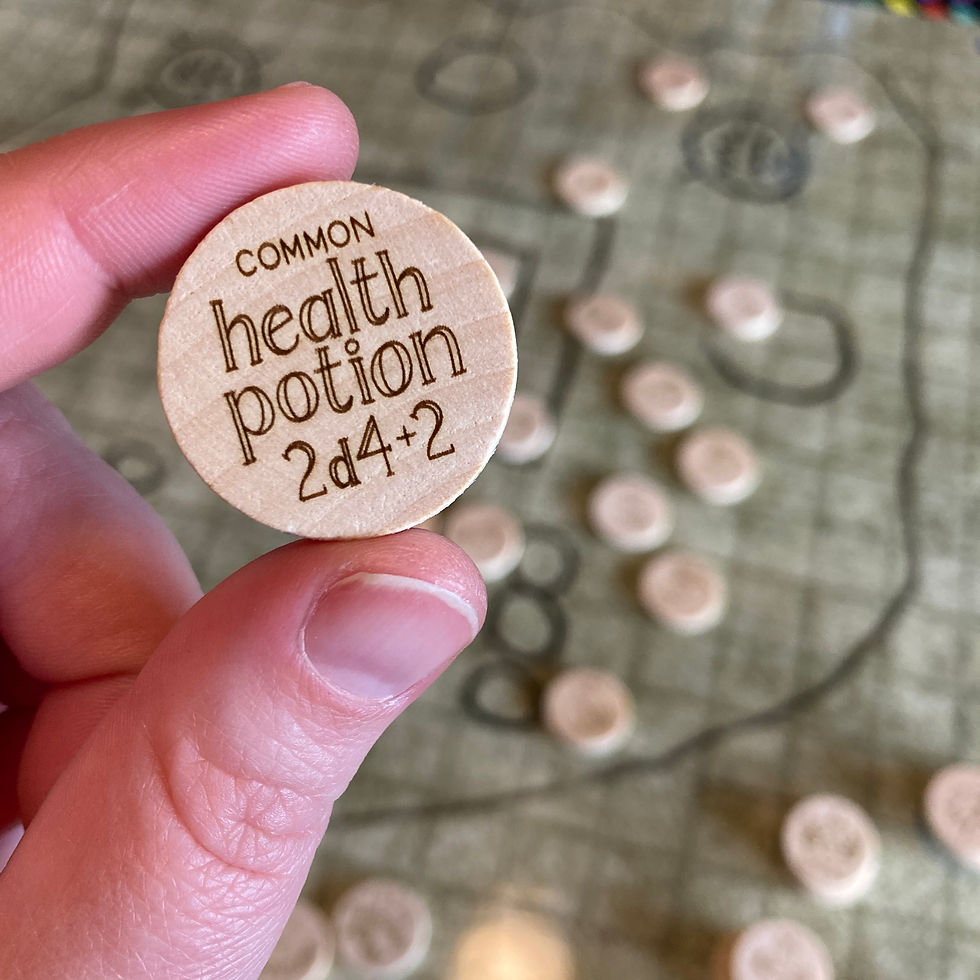 COMMON
health
potion
2d4+2